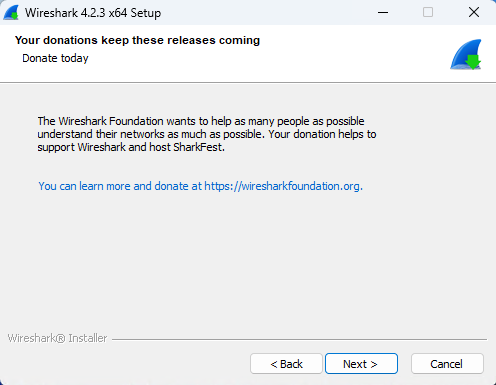 Wireshark 4.2.3 x64 Setup
Your donations keep these releases coming
Donate today
The Wireshark Foundation wants to help as many people as possible
understand their networks as much as possible. Your donation helps to
support Wireshark and host SharkFest.
You can learn more and donate at https://wiresharkfoundation.org.
Wireshark® Installer
< Back
Next >
Cancel